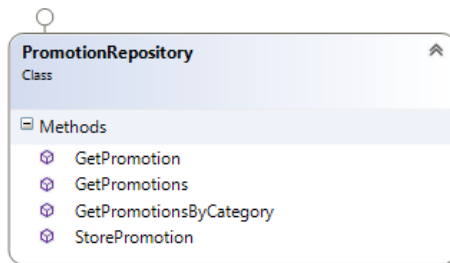 PromotionRepository
Class
Methods
GetPromotion
GetPromotions
GetPromotionsByCategory
StorePromotion